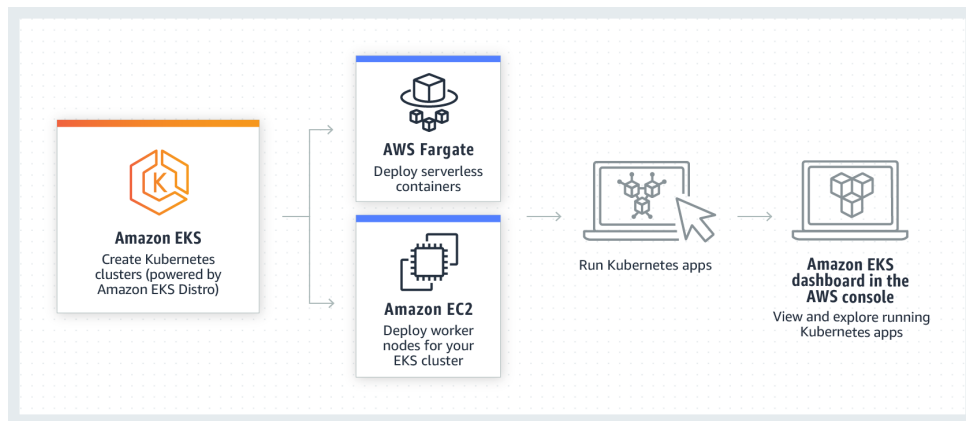 K
Amazon EKS
Create Kubernetes
clusters (powered by
Amazon EKS Distro)
AWS Fargate
Deploy serverless
containers
Amazon EC2
Deploy worker
nodes for your
EKS cluster
Run Kubernetes apps
Amazon EKS
dashboard in the
AWS console
View and explore running
Kubernetes apps